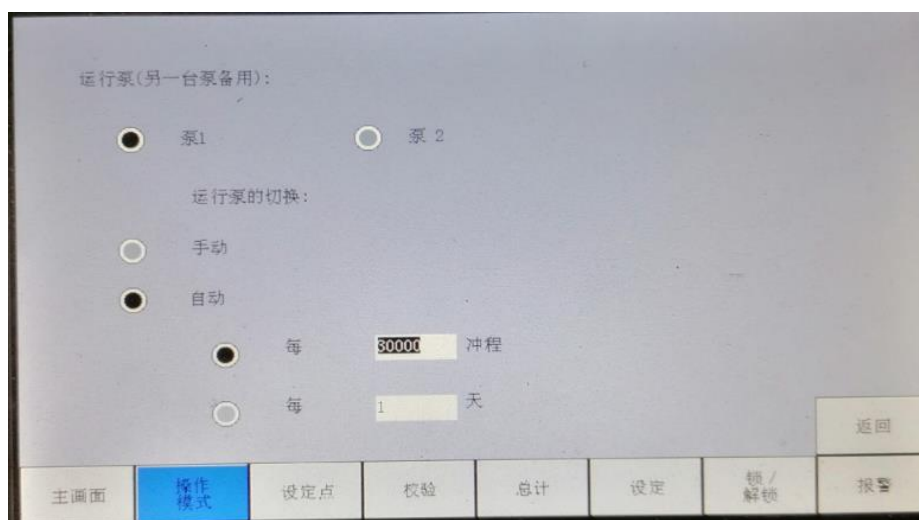 运行泵(另一台泵备用):
泵1 泵 2
运行泵的切换:
手动
自动
每 30000 冲程
每 1 天
返回
主画面 操作模式 设定点 校验 总计 设定 锁/解锁 报警